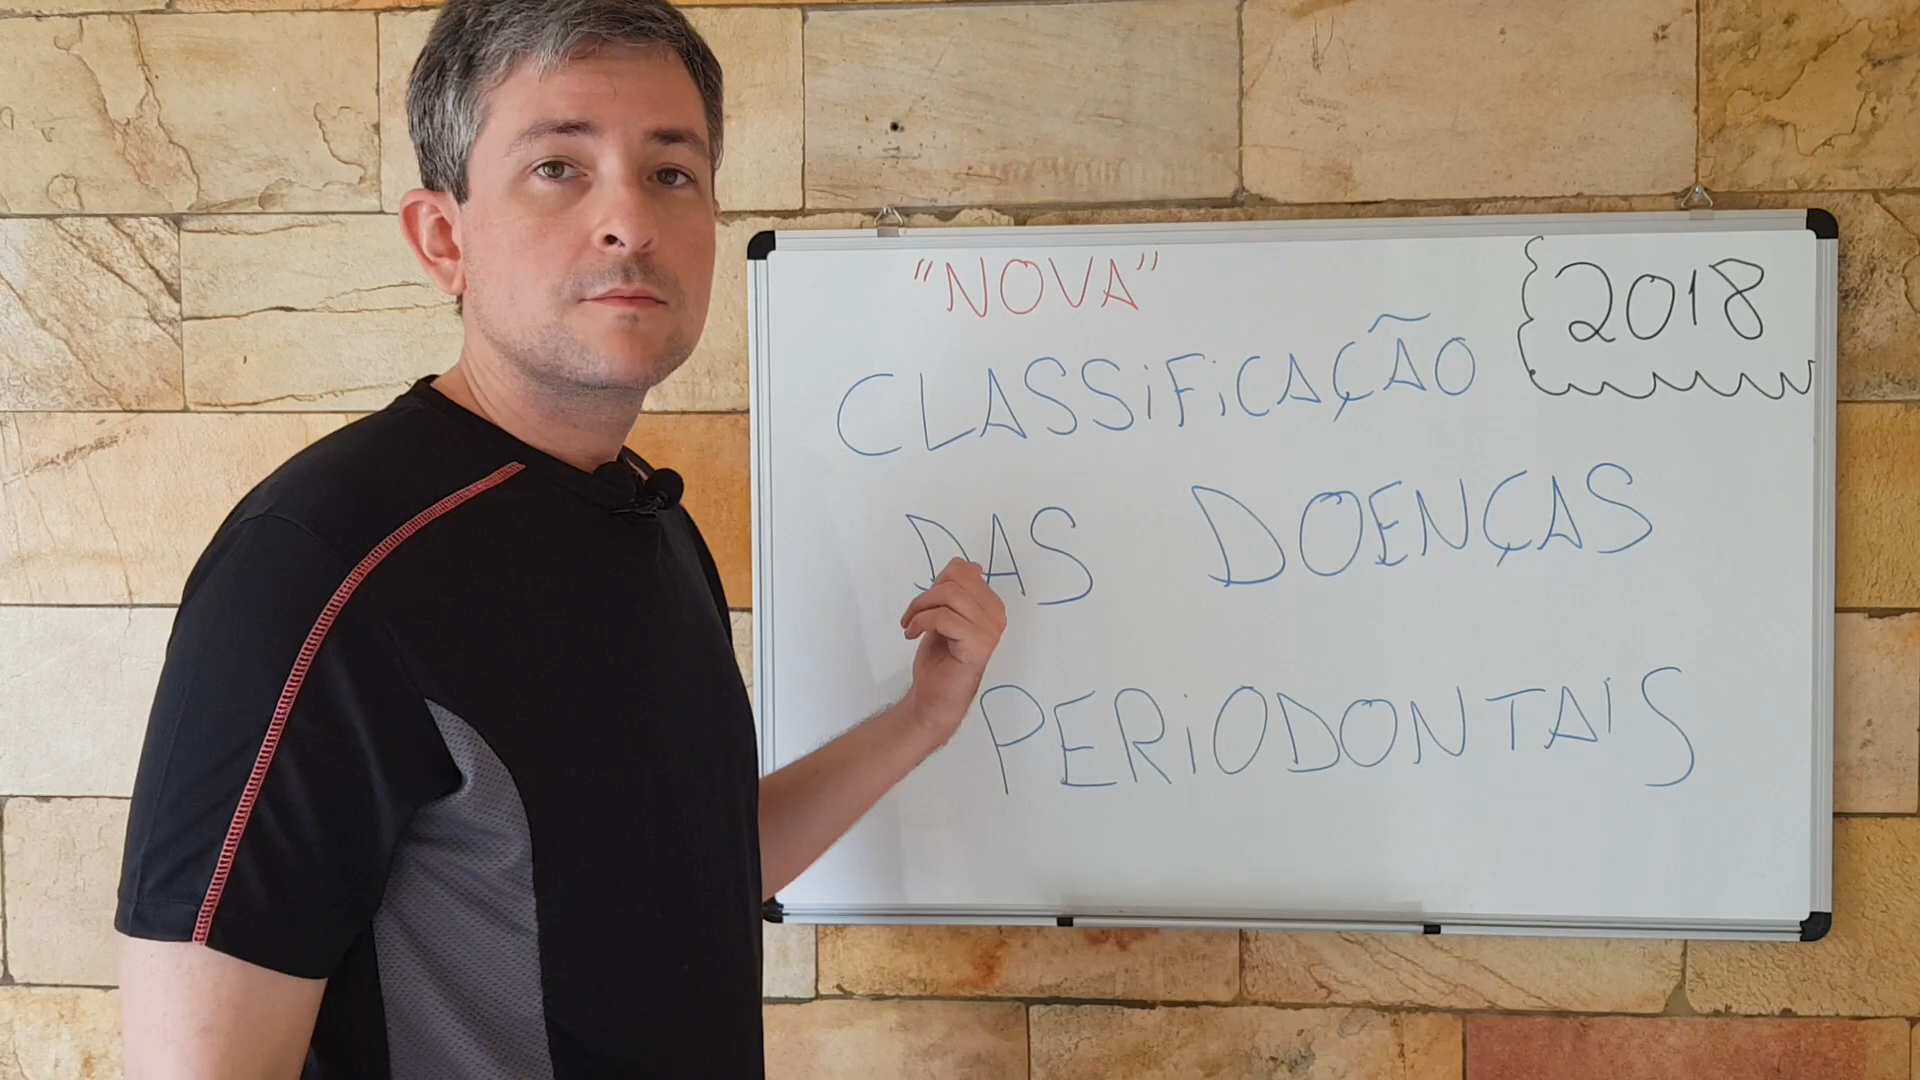 "NOVA"
2018
CLASSiFiCAÇÃO
DAS DOENÇAS
PERiODONTAIS